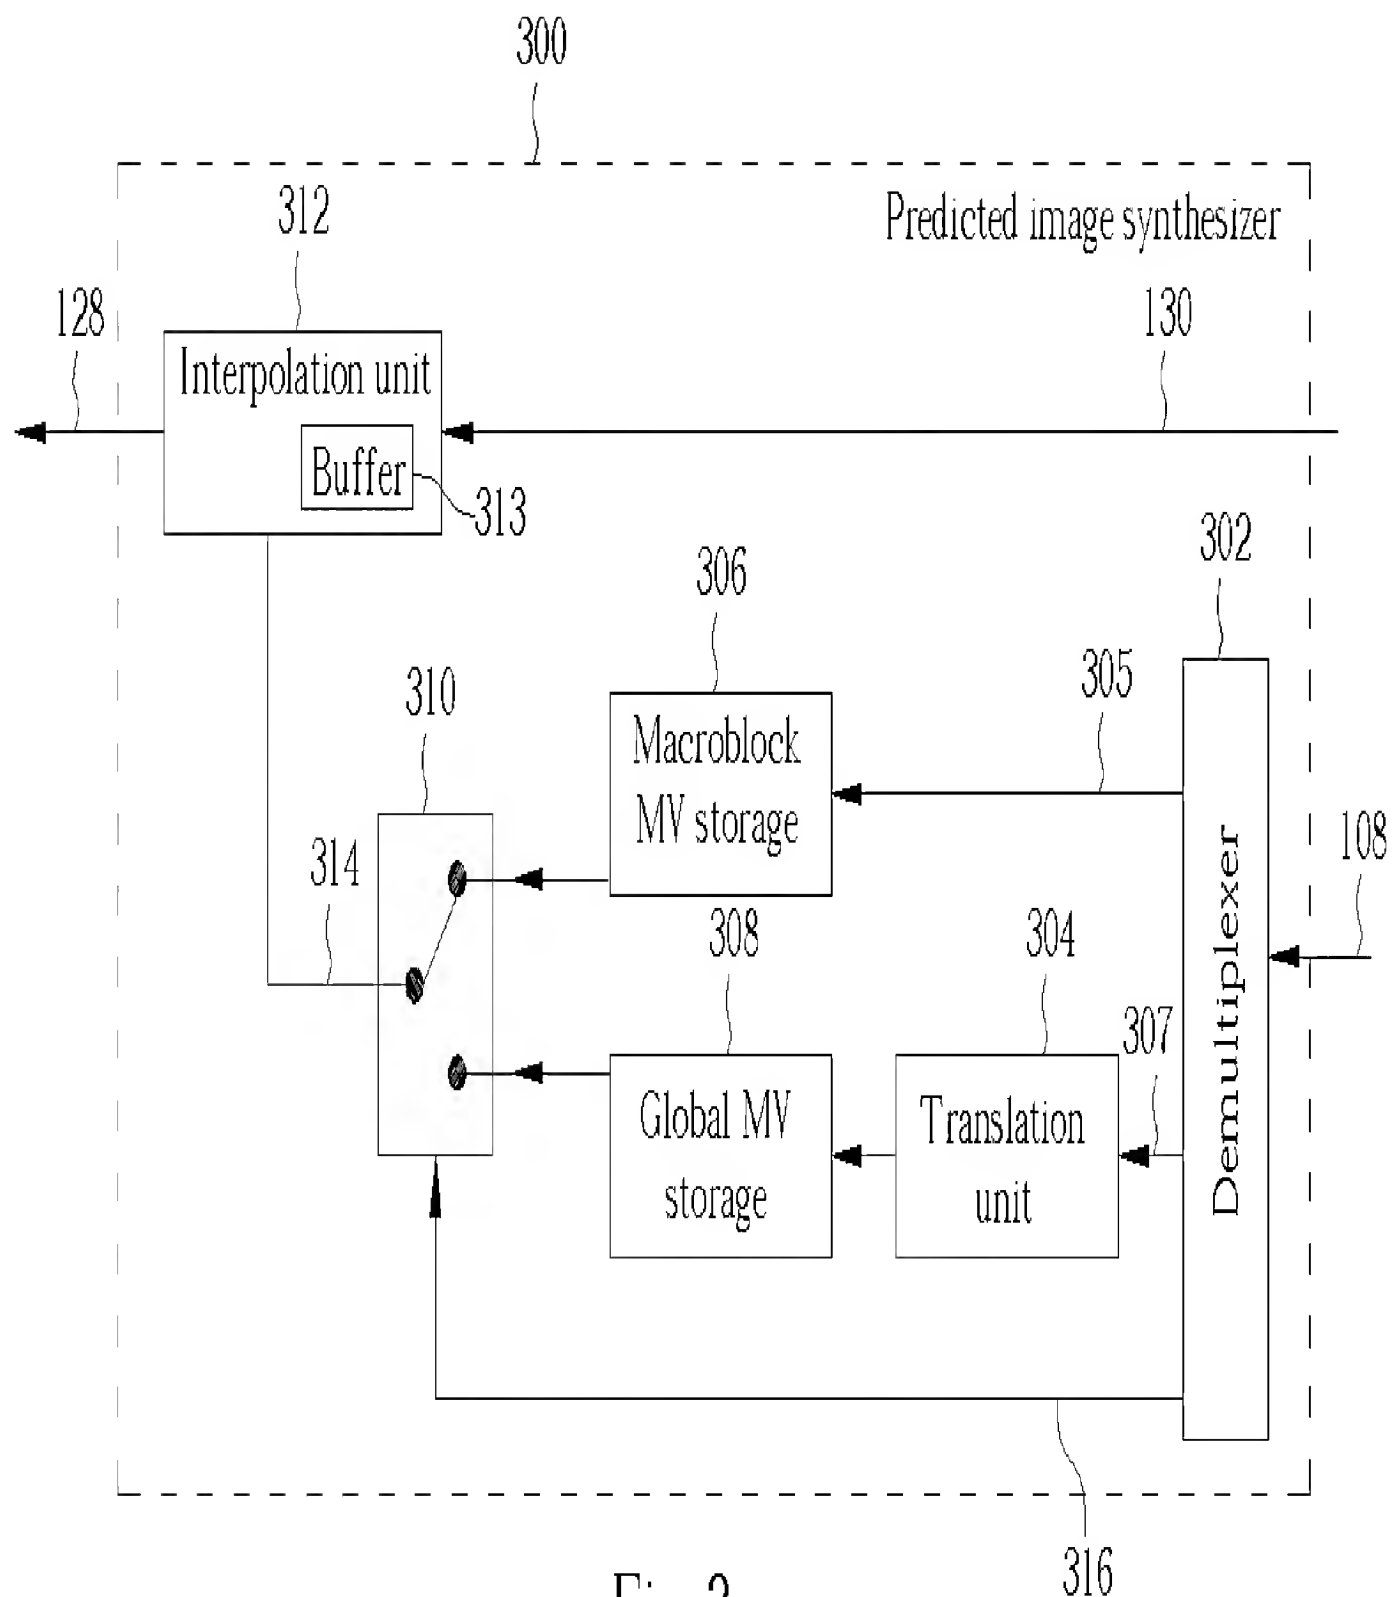 300
312
Predicted image synthesizer
128
130
Interpolation unit
Buffer
313
302
306
305
310
Macroblock
MV storage
108
314
308
304
307
Global MV
storage
Translation
unit
Demultiplexer
316